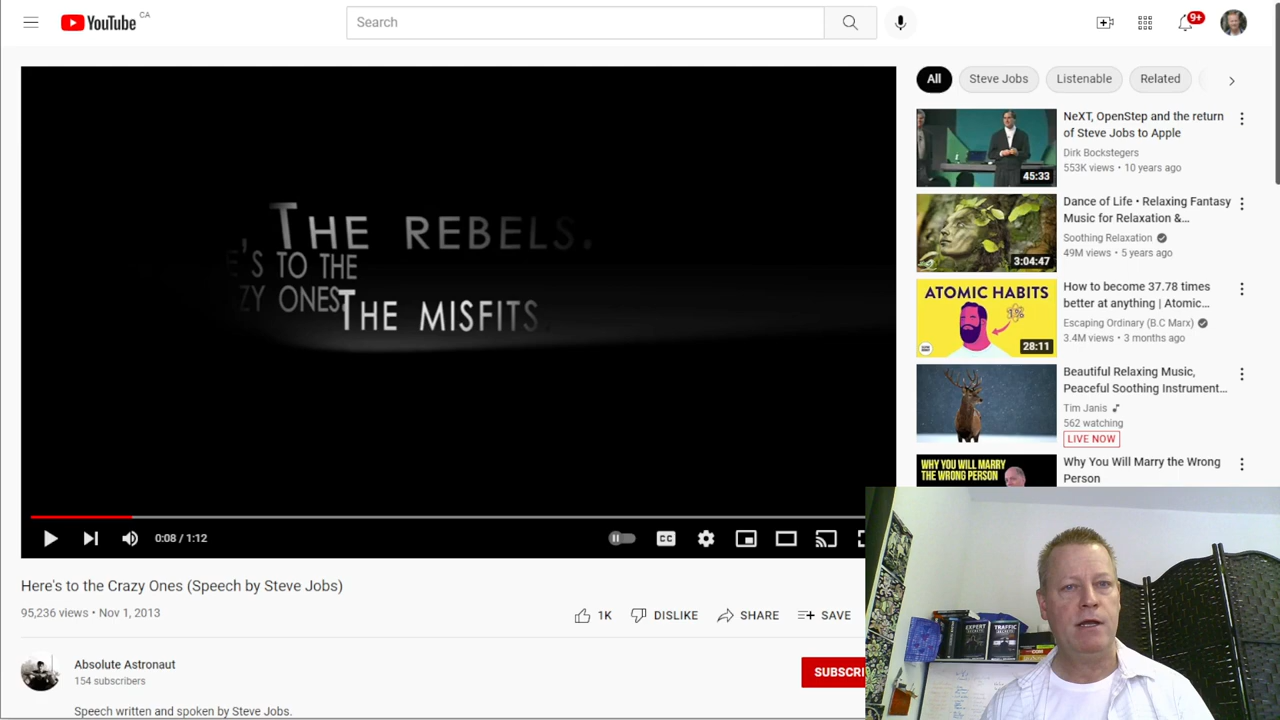 YouTube CA
Search
9+
THE REBELS.
'S TO THE
ZY ONES.
THE MISFITS.
0:08 / 1:12
CC
Here's to the Crazy Ones (Speech by Steve Jobs)
95,236 views • Nov 1, 2013
1K
DISLIKE
SHARE
SAVE
Absolute Astronaut
154 subscribers
SUBSCRI
Speech written and spoken by Steve Jobs.
All
Steve Jobs
Listenable
Related
45:33
NeXT, OpenStep and the return
of Steve Jobs to Apple
Dirk Bockstegers
553K views • 10 years ago
3:04:47
Dance of Life • Relaxing Fantasy
Music for Relaxation &...
Soothing Relaxation
49M views • 5 years ago
ATOMIC HABITS
1%
28:11
How to become 37.78 times
better at anything | Atomic...
Escaping Ordinary (B.C Marx)
3.4M views • 3 months ago
Beautiful Relaxing Music,
Peaceful Soothing Instrument...
Tim Janis
562 watching
LIVE NOW
WHY YOU WILL MARRY
THE WRONG PERSON
Why You Will Marry the Wrong
Person
EXPERT
SECRETS
TRAFFIC
SECRETS